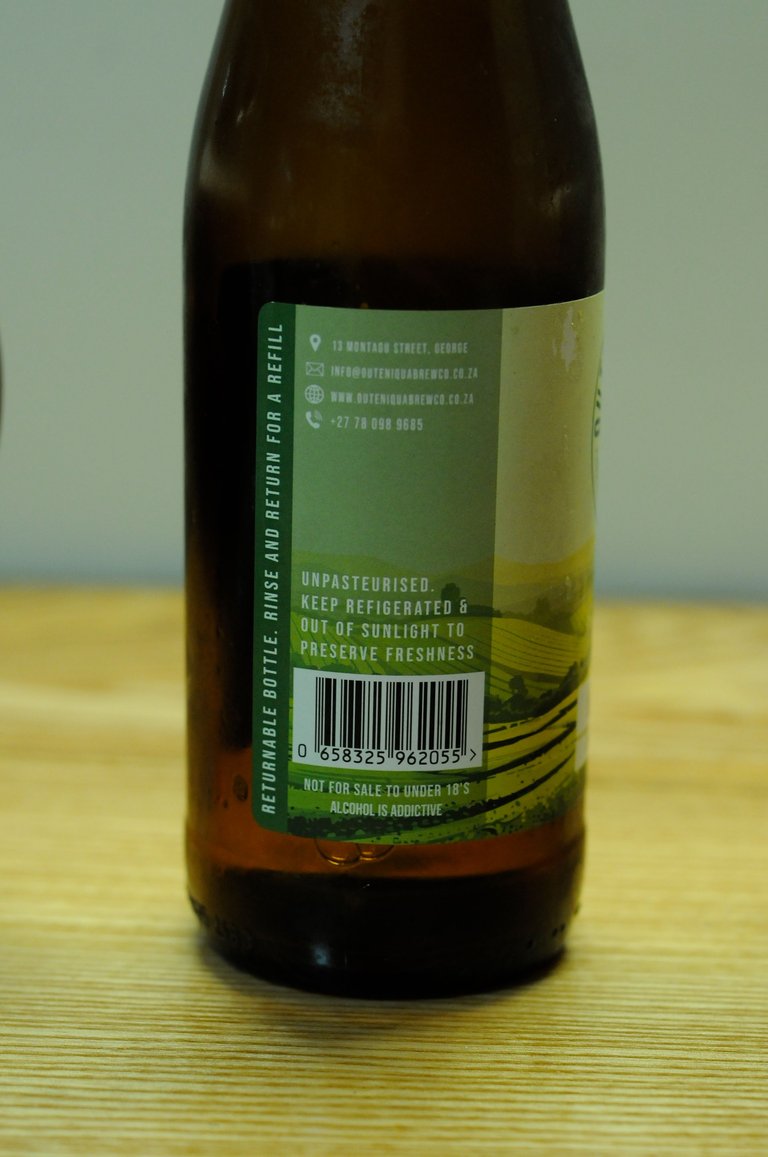 RETURNABLE BOTTLE. RINSE AND RETURN FOR A REFILL
13 MONTAGU STREET, GEORGE
INFO@OUTENIQUABREWCO.CO.ZA
WWW.OUTENIQUABREWCO.CO.ZA
+27 78 098 9685
UNPASTEURISED.
KEEP REFIGERATED &
OUT OF SUNLIGHT TO
PRESERVE FRESHNESS
0 658325 962055 >
NOT FOR SALE TO UNDER 18'S
ALCOHOL IS ADDICTIVE